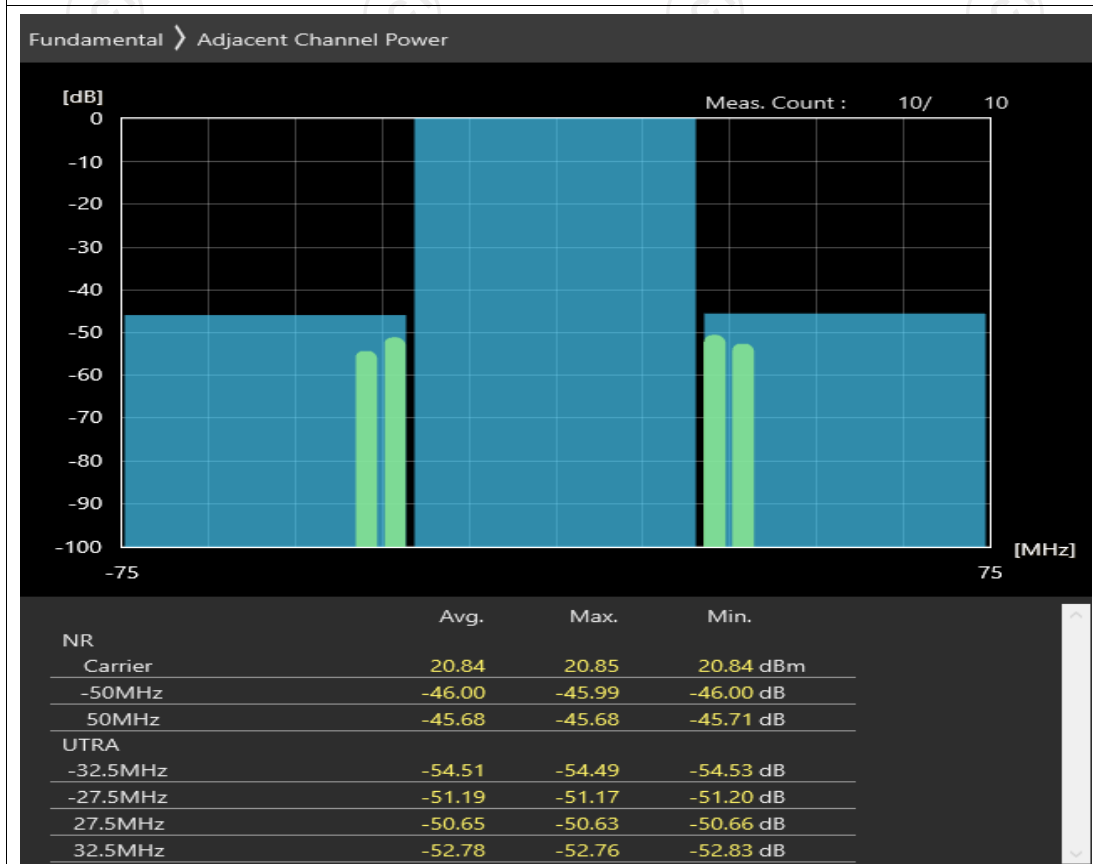 Fundamental ❯ Adjacent Channel Power
[dB]
Meas. Count : 10/ 10
0
-10
-20
-30
-40
-50
-60
-70
-80
-90
-100
[MHz]
-75 75
Avg. Max. Min.
NR
Carrier 20.84 20.85 20.84 dBm
-50MHz -46.00 -45.99 -46.00 dB
50MHz -45.68 -45.68 -45.71 dB
UTRA
-32.5MHz -54.51 -54.49 -54.53 dB
-27.5MHz -51.19 -51.17 -51.20 dB
27.5MHz -50.65 -50.63 -50.66 dB
32.5MHz -52.78 -52.76 -52.83 dB